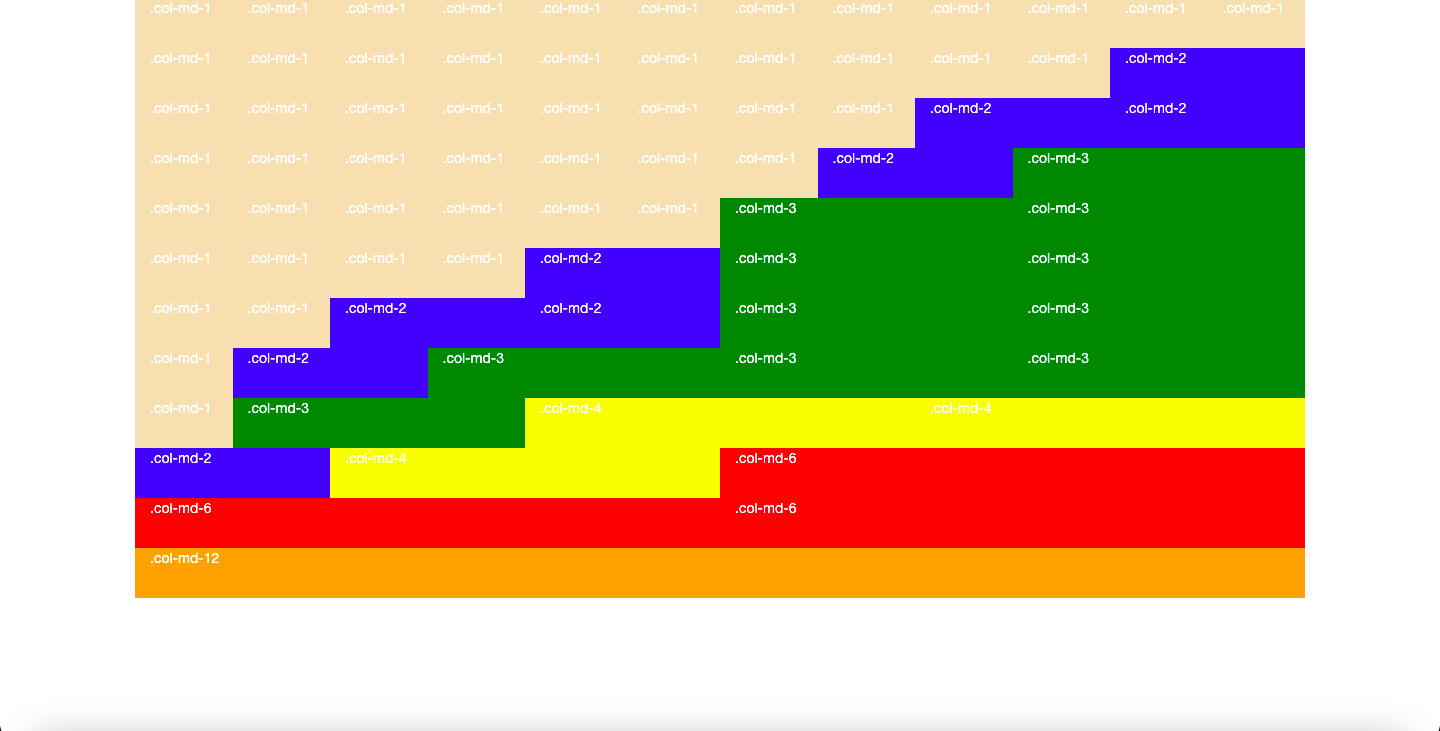 .col-md-1 .col-md-1 .col-md-1 .col-md-1 .col-md-1 .col-md-1 .col-md-1 .col-md-1 .col-md-1 .col-md-1 .col-md-1 .col-md-1
.col-md-1 .col-md-1 .col-md-1 .col-md-1 .col-md-1 .col-md-1 .col-md-1 .col-md-1 .col-md-1 .col-md-1 .col-md-2
.col-md-1 .col-md-1 .col-md-1 .col-md-1 .col-md-1 .col-md-1 .col-md-1 .col-md-1 .col-md-2 .col-md-2
.col-md-1 .col-md-1 .col-md-1 .col-md-1 .col-md-1 .col-md-1 .col-md-1 .col-md-2 .col-md-3
.col-md-1 .col-md-1 .col-md-1 .col-md-1 .col-md-1 .col-md-1 .col-md-3 .col-md-3
.col-md-1 .col-md-1 .col-md-1 .col-md-1 .col-md-2 .col-md-3 .col-md-3
.col-md-1 .col-md-1 .col-md-2 .col-md-2 .col-md-3 .col-md-3
.col-md-1 .col-md-2 .col-md-3 .col-md-3 .col-md-3
.col-md-1 .col-md-3 .col-md-4 .col-md-4
.col-md-2 .col-md-4 .col-md-6
.col-md-6 .col-md-6
.col-md-12